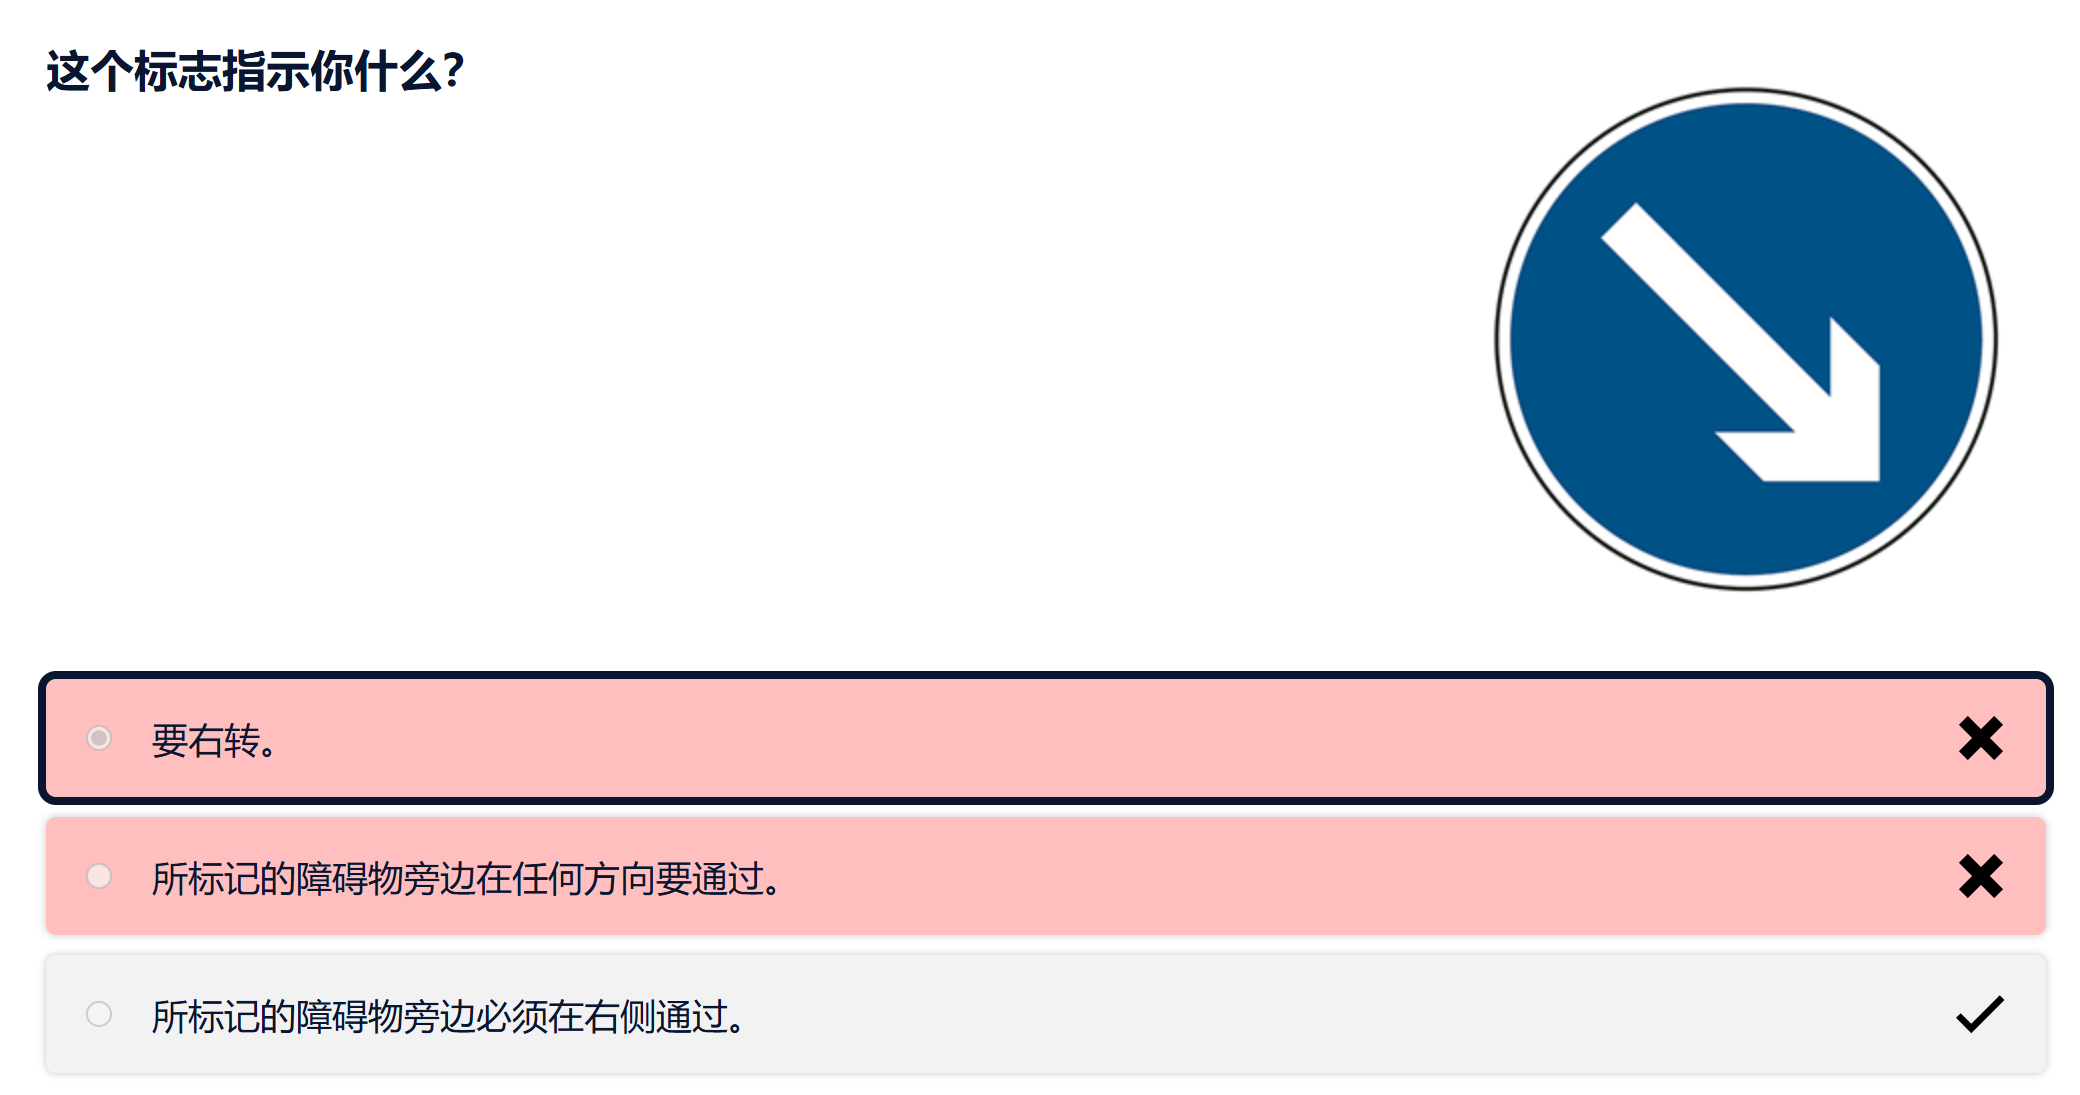 这个标志指示你什么？
要右转。
所标记的障碍物旁边在任何方向要通过。
所标记的障碍物旁边必须在右侧通过。